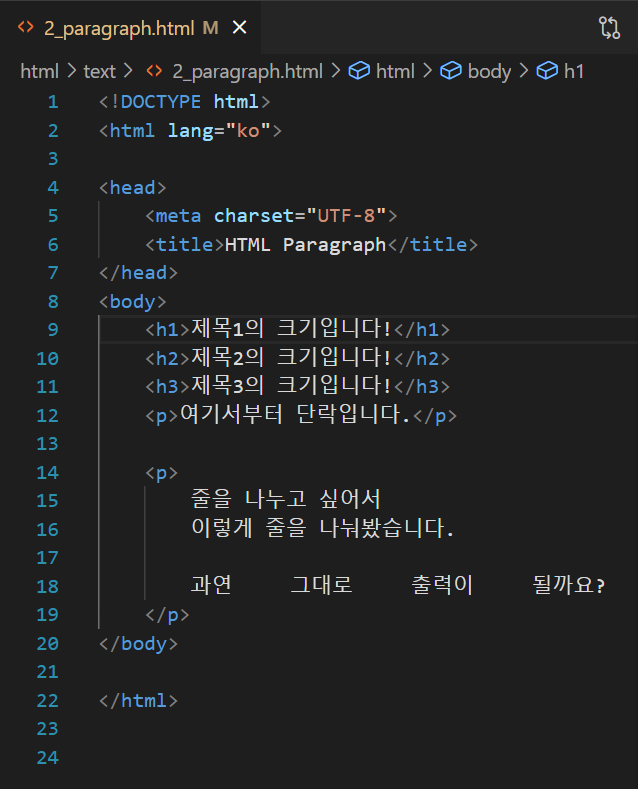 2_paragraph.html M
html > text > 2_paragraph.html > html > body > h1
1 <!DOCTYPE html>
2 <html lang="ko">
3
4 <head>
5     <meta charset="UTF-8">
6     <title>HTML Paragraph</title>
7 </head>
8 <body>
9     <h1>제목1의 크기입니다!</h1>
10     <h2>제목2의 크기입니다!</h2>
11     <h3>제목3의 크기입니다!</h3>
12     <p>여기서부터 단락입니다.</p>
13
14     <p>
15         줄을 나누고 싶어서
16         이렇게 줄을 나눠봤습니다.
17
18         과연     그대로     출력이     될까요?
19     </p>
20 </body>
21
22 </html>
23
24